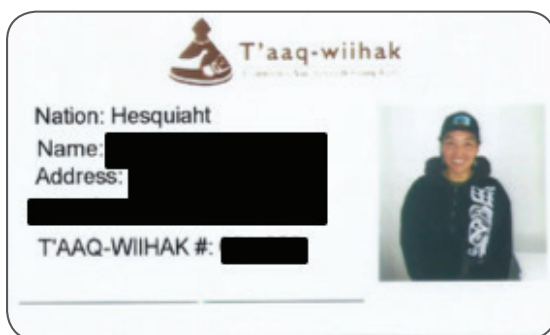 T'aaq-wiihak
Nation: Hesquiaht
Name:
Address:
T'AAQ-WIIHAK #: